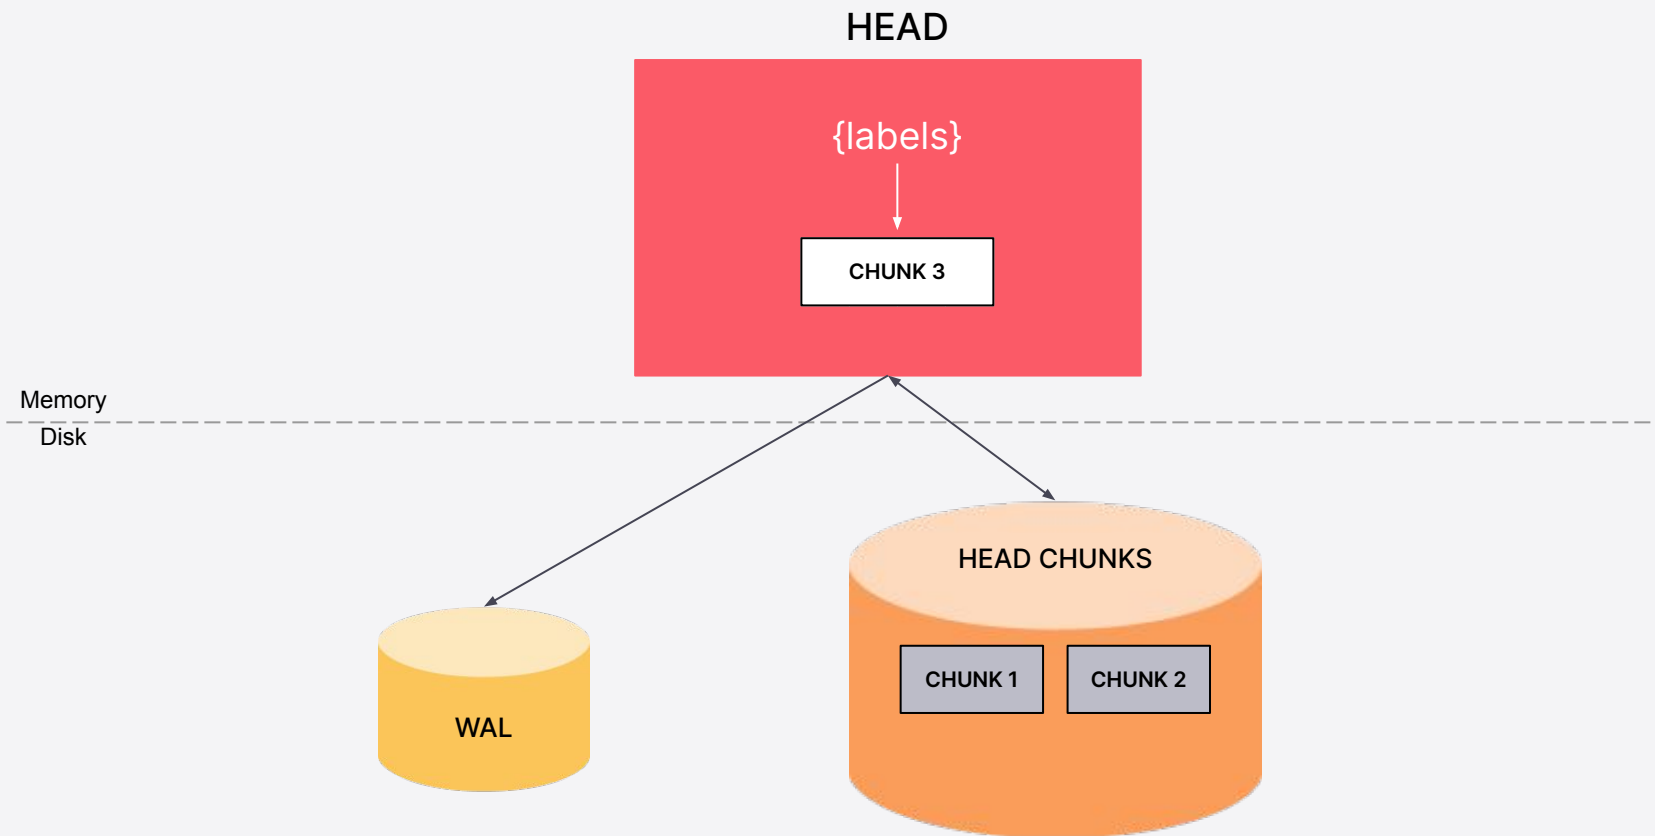 HEAD
{labels}
CHUNK 3
Memory
Disk
HEAD CHUNKS
CHUNK 1
CHUNK 2
WAL